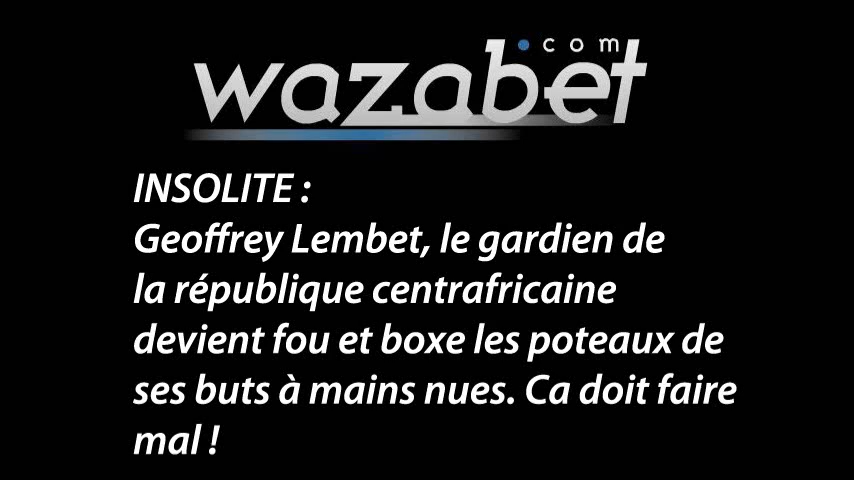 wazabet
.com
INSOLITE :
Geoffrey Lembet, le gardien de
la république centrafricaine
devient fou et boxe les poteaux de
ses buts à mains nues. Ca doit faire
mal !